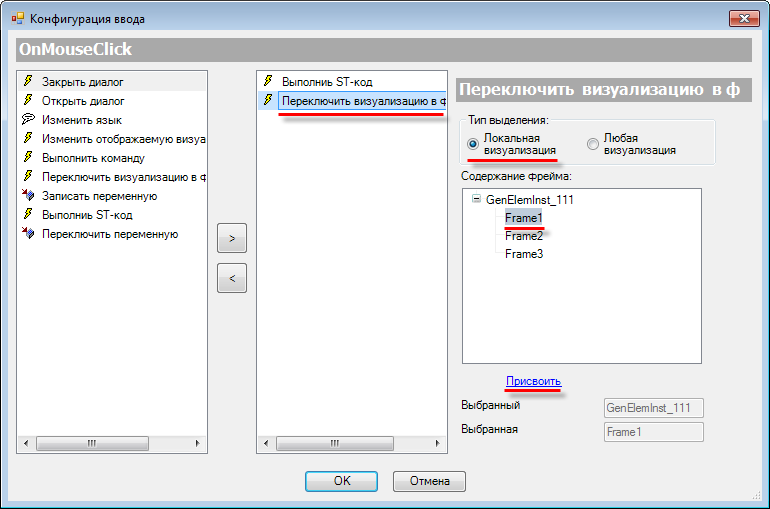 Конфигурация ввода
OnMouseClick
Закрыть диалог
Открыть диалог
Изменить язык
Изменить отображаемую визуа
Выполнить команду
Переключить визуализацию в ф
Записать переменную
Выполниь ST-код
Переключить переменную
>
<
Выполниь ST-код
Переключить визуализацию в ф
Переключить визуализацию в ф
Тип выделения:
Локальная визуализация
Любая визуализация
Содержание фрейма:
GenElemInst_111
Frame1
Frame2
Frame3
Присвоить
Выбранный GenElemInst_111
Выбранная Frame1
OK Отмена